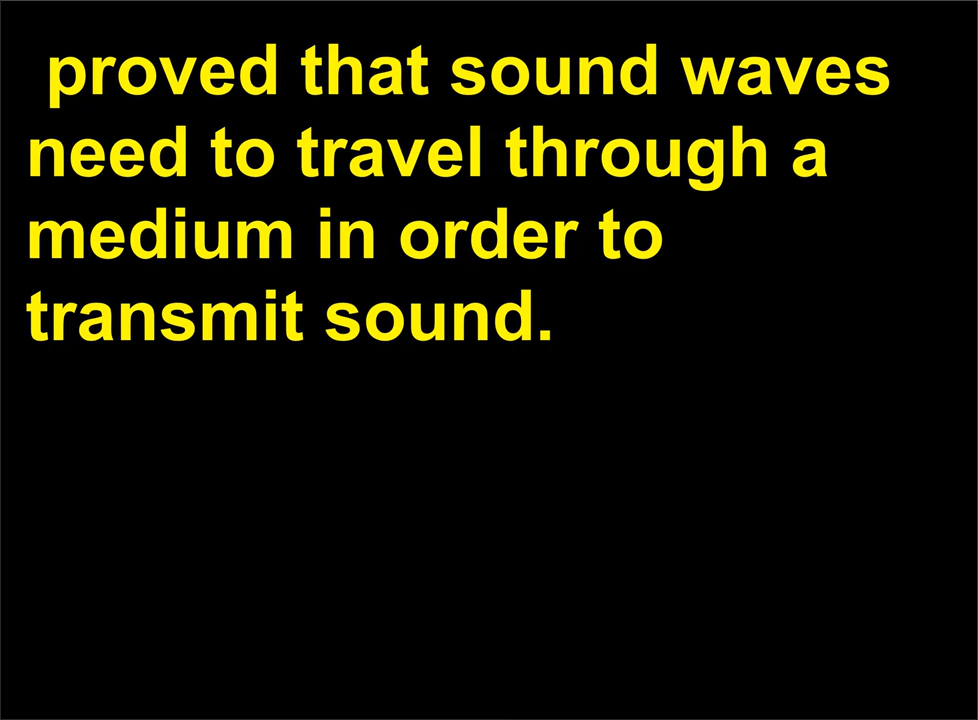 proved that sound waves
need to travel through a
medium in order to
transmit sound.